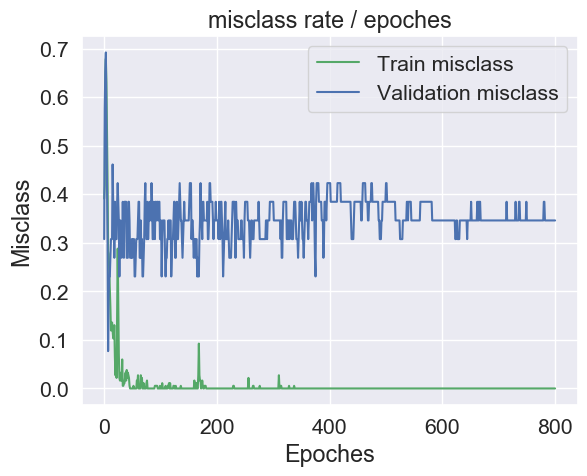 misclass rate / epoches
Train misclass
Validation misclass
Misclass
0.7
0.6
0.5
0.4
0.3
0.2
0.1
0.0
0
200
400
600
800
Epoches